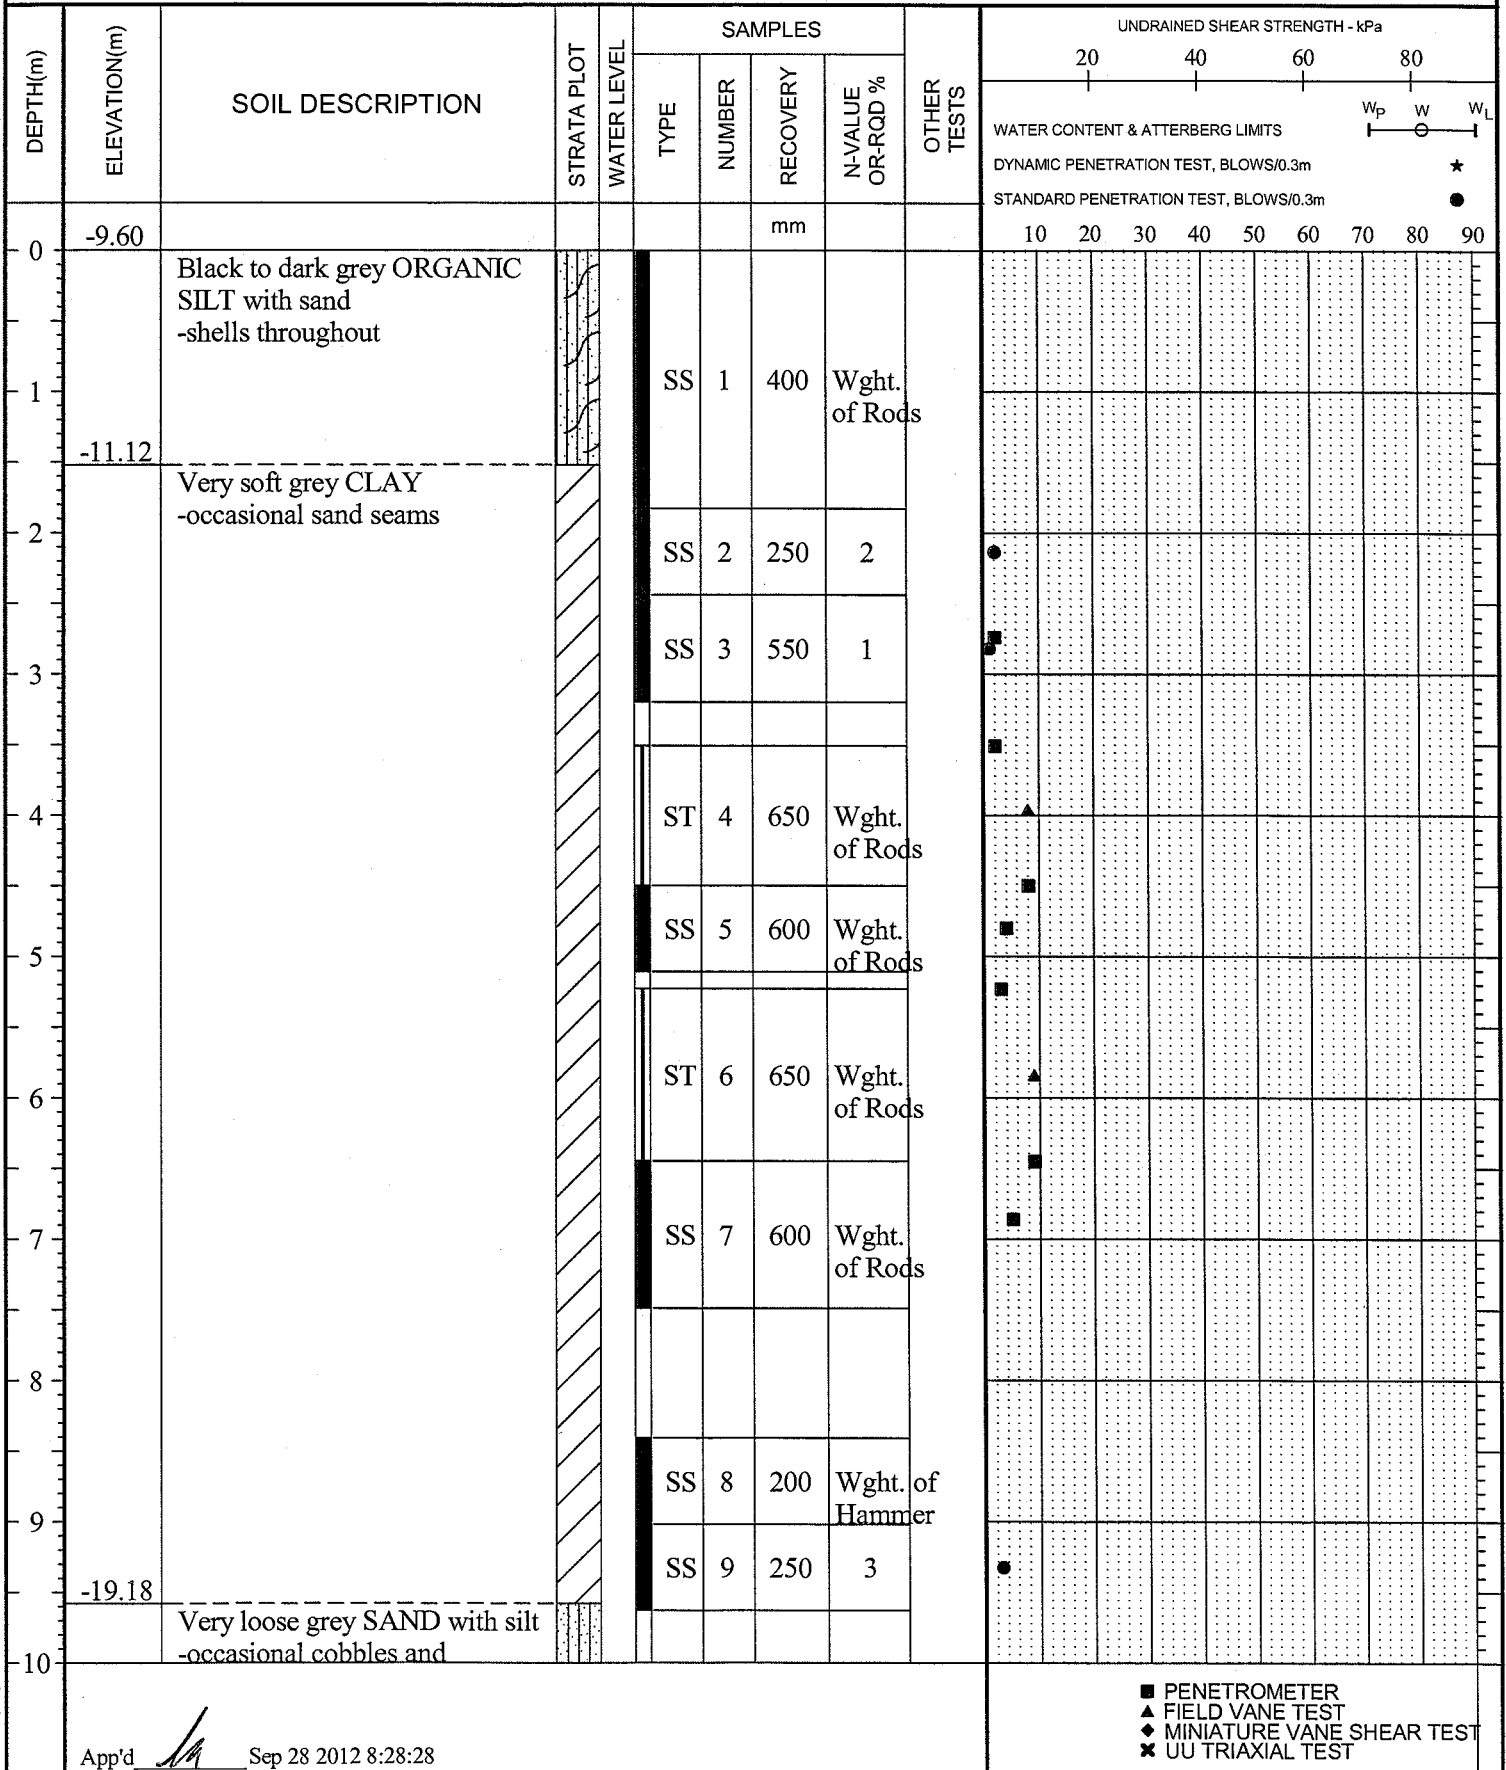 DEPTH(m)
ELEVATION(m)
SOIL DESCRIPTION
STRATA PLOT
WATER LEVEL
SAMPLES
TYPE
NUMBER
RECOVERY
N-VALUE
OR-RQD %
OTHER
TESTS
UNDRAINED SHEAR STRENGTH - kPa
20 40 60 80
WATER CONTENT & ATTERBERG LIMITS
WP W WL
DYNAMIC PENETRATION TEST, BLOWS/0.3m ★
STANDARD PENETRATION TEST, BLOWS/0.3m ●
mm
10 20 30 40 50 60 70 80 90
-9.60
0
Black to dark grey ORGANIC
SILT with sand
-shells throughout
SS 1 400 Wght.
of Rods
1
-11.12
Very soft grey CLAY
-occasional sand seams
2
SS 2 250 2
SS 3 550 1
3
4
ST 4 650 Wght.
of Rods
SS 5 600 Wght.
of Rods
5
ST 6 650 Wght.
of Rods
6
7
SS 7 600 Wght.
of Rods
8
SS 8 200 Wght. of
Hammer
9
SS 9 250 3
-19.18
Very loose grey SAND with silt
-occasional cobbles and
10
■ PENETROMETER
▲ FIELD VANE TEST
◆ MINIATURE VANE SHEAR TEST
✖ UU TRIAXIAL TEST
App'd Sep 28 2012 8:28:28